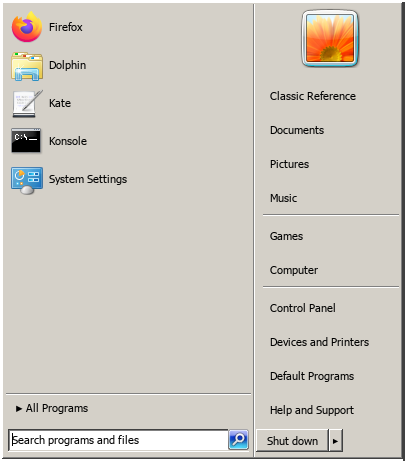 Firefox
Dolphin
Kate
Konsole
System Settings
All Programs
Search programs and files
Classic Reference
Documents
Pictures
Music
Games
Computer
Control Panel
Devices and Printers
Default Programs
Help and Support
Shut down